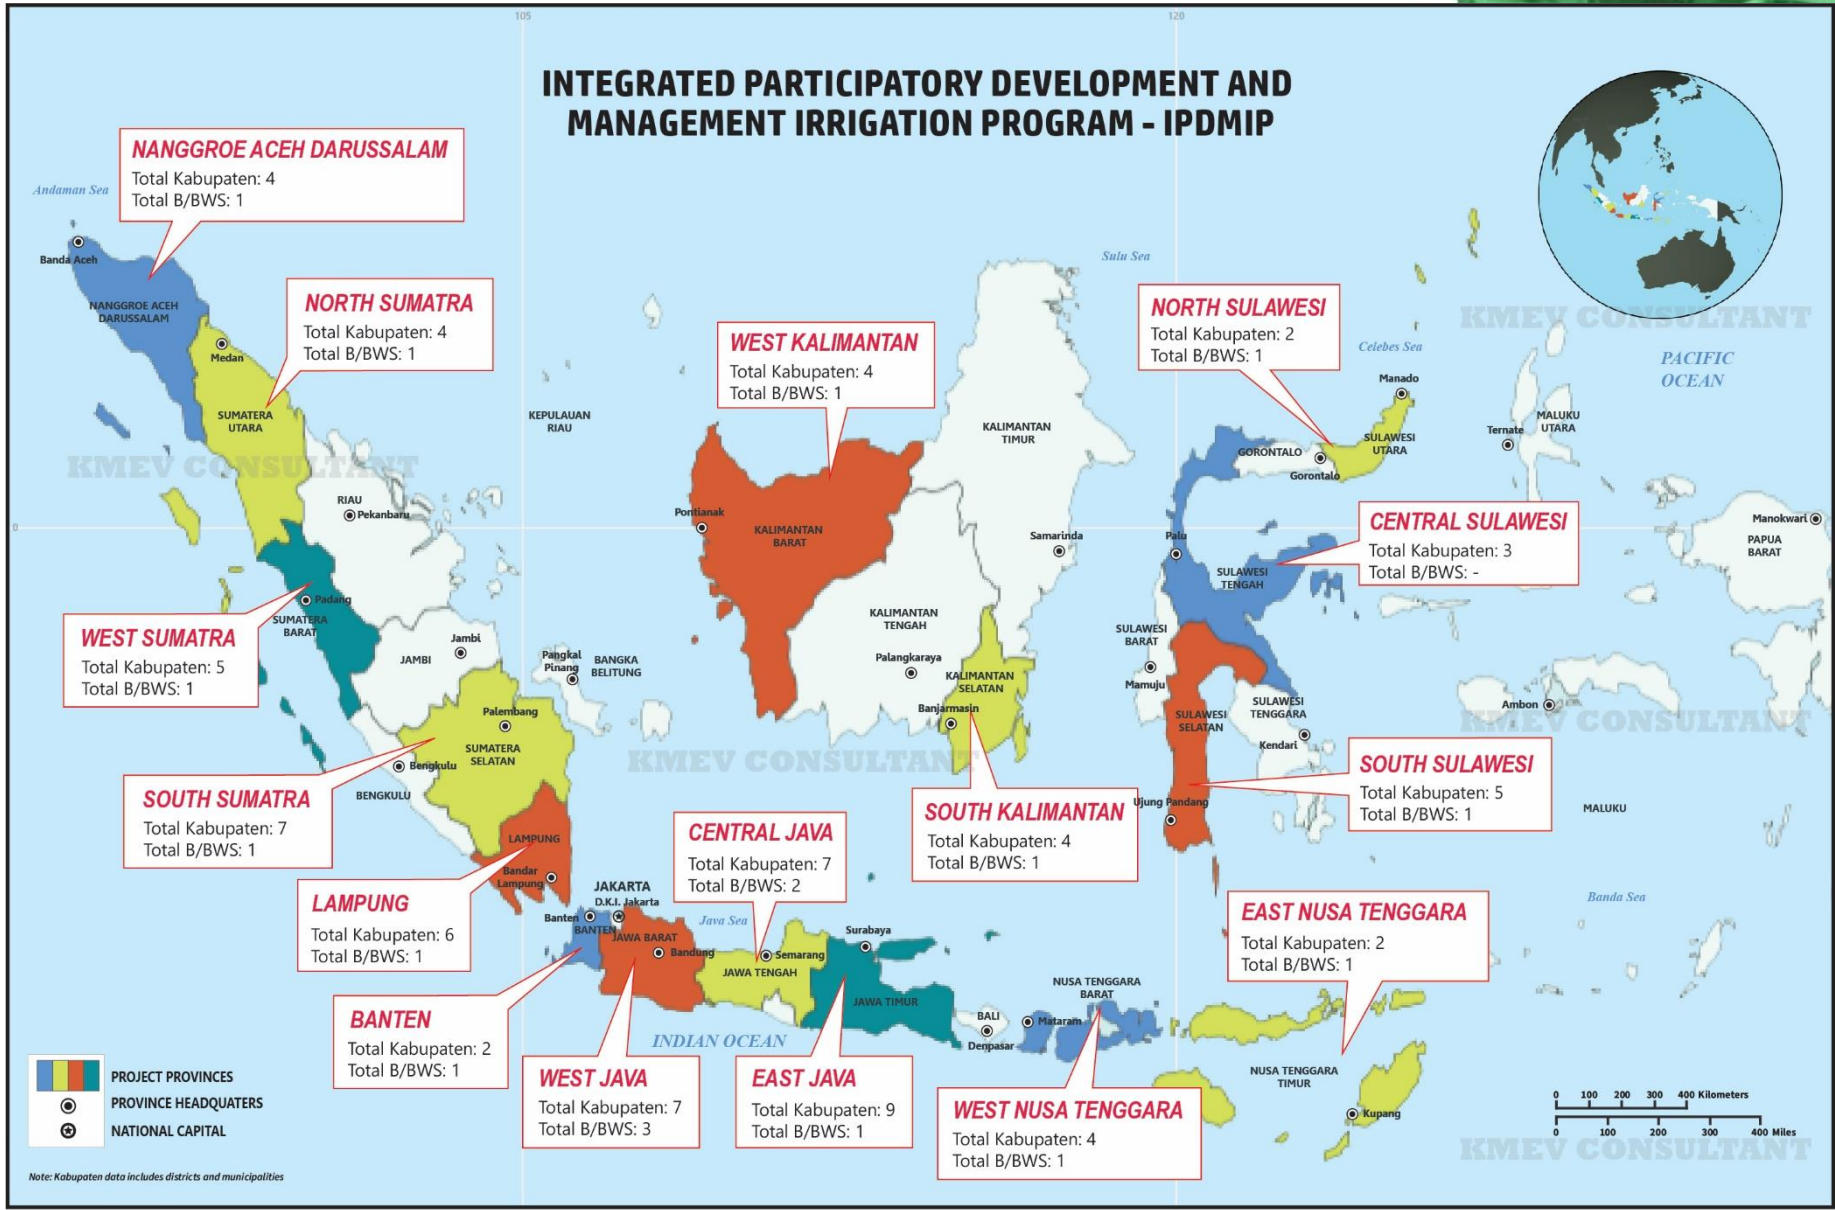 105
120
INTEGRATED PARTICIPATORY DEVELOPMENT AND
MANAGEMENT IRRIGATION PROGRAM - IPDMIP
NANGGROE ACEH DARUSSALAM
Total Kabupaten: 4
Total B/BWS: 1
Andaman Sea
Banda Aceh
NANGGROE ACEH
DARUSSALAM
NORTH SUMATRA
Total Kabupaten: 4
Total B/BWS: 1
Medan
SUMATERA
UTARA
KMEV CONSULTANT
RIAU
Pekanbaru
KEPULAUAN
RIAU
WEST KALIMANTAN
Total Kabupaten: 4
Total B/BWS: 1
KALIMANTAN
TIMUR
Sulu Sea
NORTH SULAWESI
Total Kabupaten: 2
Total B/BWS: 1
Celebes Sea
Manado
KMEV CONSULTANT
PACIFIC
OCEAN
GORONTALO
Gorontalo
SULAWESI
UTARA
Ternate
MALUKU
UTARA
0
Pontianak
KALIMANTAN
BARAT
Samarinda
Palu
SULAWESI
TENGAH
CENTRAL SULAWESI
Total Kabupaten: 3
Total B/BWS: -
Manokwari
PAPUA
BARAT
Padang
SUMATERA
BARAT
WEST SUMATRA
Total Kabupaten: 5
Total B/BWS: 1
Jambi
JAMBI
Pangkal
Pinang
BANGKA
BELITUNG
KALIMANTAN
TENGAH
Palangkaraya
KALIMANTAN
SELATAN
Banjarmasin
SULAWESI
BARAT
Mamuju
SULAWESI
SELATAN
SULAWESI
TENGGARA
Kendari
Ambon
KMEV CONSULTANT
Palembang
SUMATERA
SELATAN
Bengkulu
BENGKULU
KMEV CONSULTANT
SOUTH SUMATRA
Total Kabupaten: 7
Total B/BWS: 1
SOUTH SULAWESI
Total Kabupaten: 5
Total B/BWS: 1
MALUKU
Ujung Pandang
SOUTH KALIMANTAN
Total Kabupaten: 4
Total B/BWS: 1
CENTRAL JAVA
Total Kabupaten: 7
Total B/BWS: 2
LAMPUNG
Bandar
Lampung
LAMPUNG
Total Kabupaten: 6
Total B/BWS: 1
JAKARTA
D.K.I. Jakarta
Banten
BANTEN
JAWA BARAT
Bandung
Java Sea
Semarang
JAWA TENGAH
Surabaya
JAWA TIMUR
Banda Sea
EAST NUSA TENGGARA
Total Kabupaten: 2
Total B/BWS: 1
NUSA TENGGARA
BARAT
Mataram
BALI
Denpasar
BANTEN
Total Kabupaten: 2
Total B/BWS: 1
INDIAN OCEAN
WEST JAVA
Total Kabupaten: 7
Total B/BWS: 3
EAST JAVA
Total Kabupaten: 9
Total B/BWS: 1
WEST NUSA TENGGARA
Total Kabupaten: 4
Total B/BWS: 1
NUSA TENGGARA
TIMUR
Kupang
PROJECT PROVINCES
PROVINCE HEADQUATERS
NATIONAL CAPITAL
Note: Kabupaten data includes districts and municipalities
0 100 200 300 400 Kilometers
0 100 200 300 400 Miles
KMEV CONSULTANT